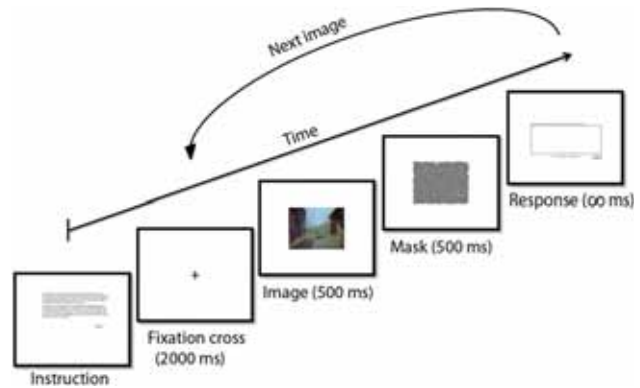 Next image
Time
Response (∞ ms)
Mask (500 ms)
Image (500 ms)
Fixation cross
(2000 ms)
Instruction